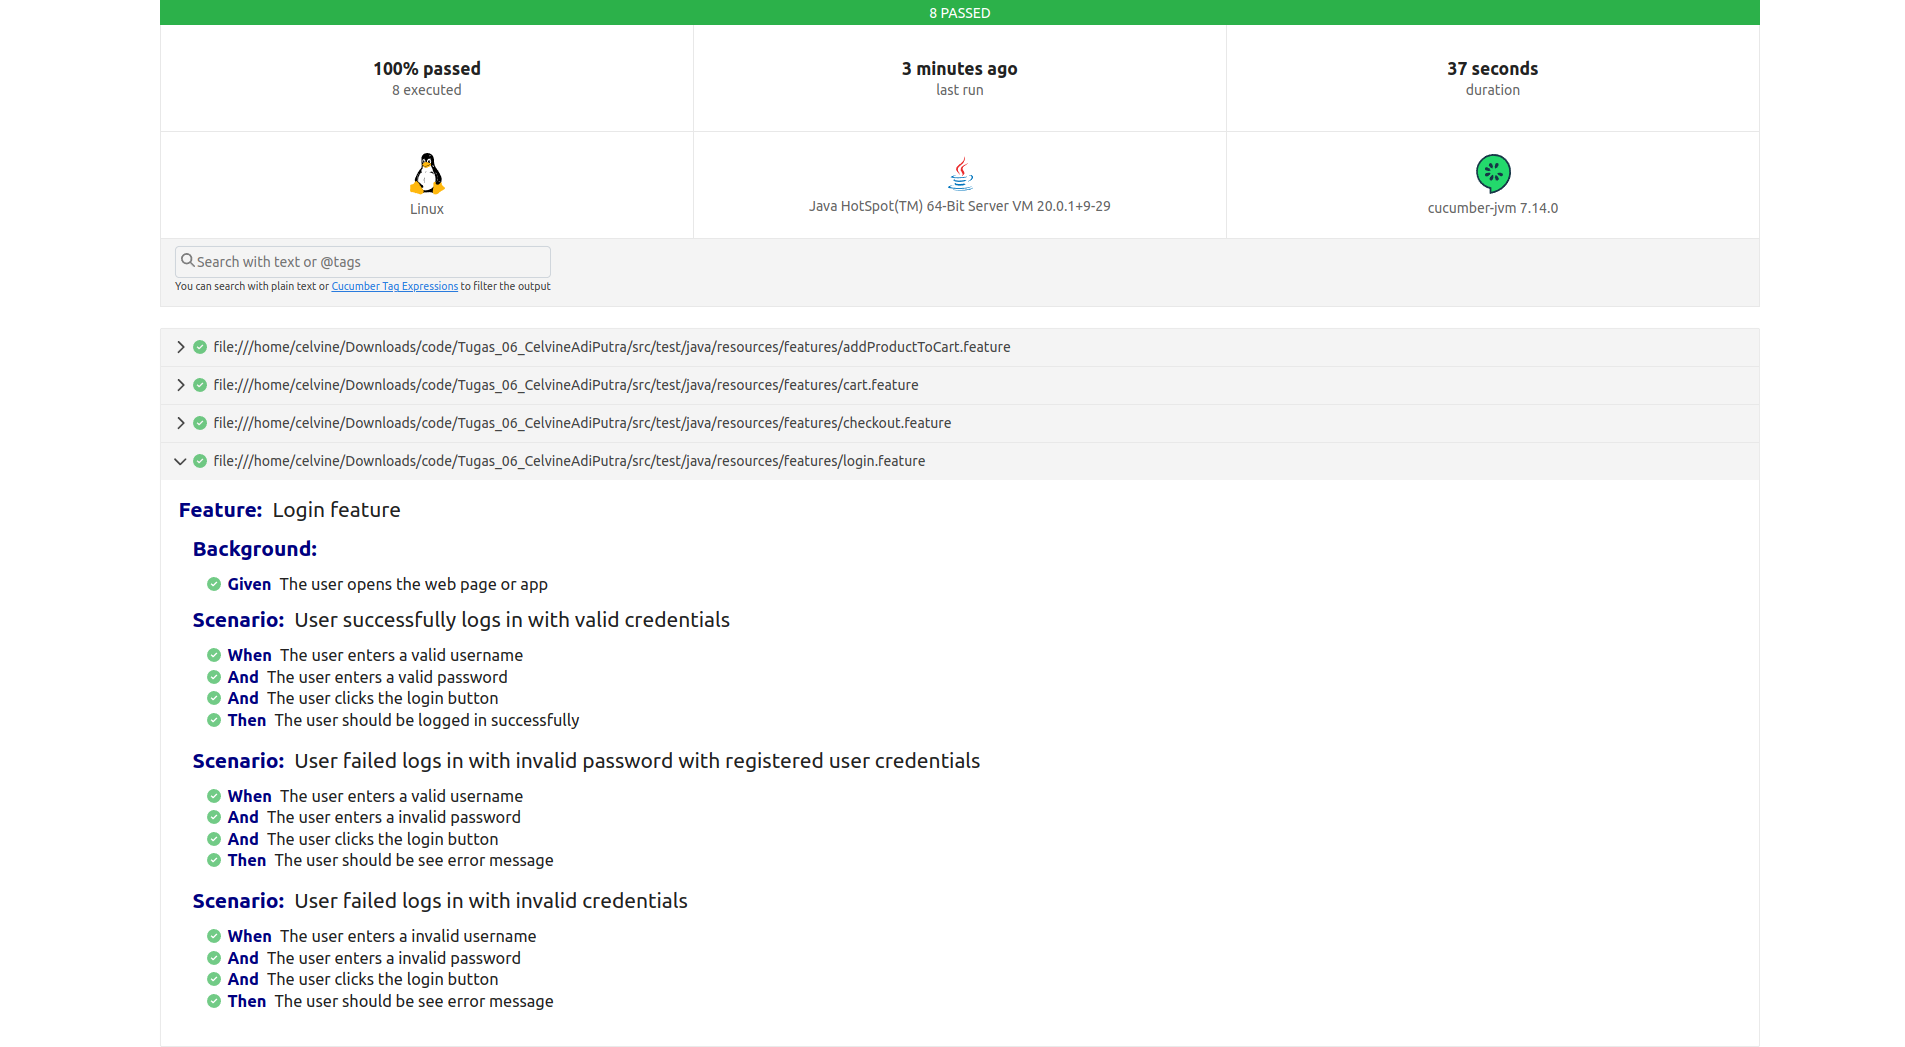 8 PASSED
100% passed
8 executed
3 minutes ago
last run
37 seconds
duration
Linux
Java HotSpot(TM) 64-Bit Server VM 20.0.1+9-29
cucumber-jvm 7.14.0
Search with text or @tags
You can search with plain text or Cucumber Tag Expressions to filter the output
file:///home/celvine/Downloads/code/Tugas_06_CelvineAdiPutra/src/test/java/resources/features/addProductToCart.feature
file:///home/celvine/Downloads/code/Tugas_06_CelvineAdiPutra/src/test/java/resources/features/cart.feature
file:///home/celvine/Downloads/code/Tugas_06_CelvineAdiPutra/src/test/java/resources/features/checkout.feature
file:///home/celvine/Downloads/code/Tugas_06_CelvineAdiPutra/src/test/java/resources/features/login.feature
Feature: Login feature
Background:
Given The user opens the web page or app
Scenario: User successfully logs in with valid credentials
When The user enters a valid username
And The user enters a valid password
And The user clicks the login button
Then The user should be logged in successfully
Scenario: User failed logs in with invalid password with registered user credentials
When The user enters a valid username
And The user enters a invalid password
And The user clicks the login button
Then The user should be see error message
Scenario: User failed logs in with invalid credentials
When The user enters a invalid username
And The user enters a invalid password
And The user clicks the login button
Then The user should be see error message